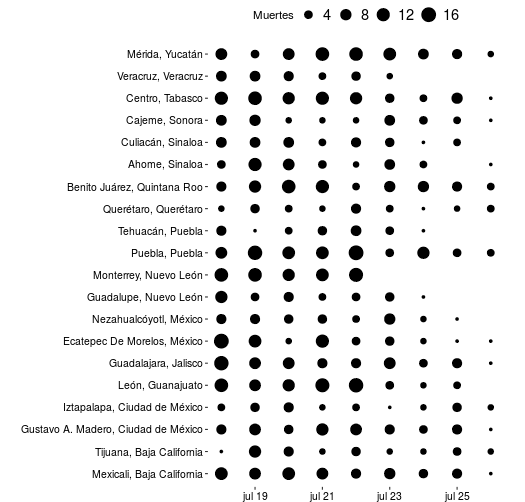 Muertes 4 8 12 16
Mérida, Yucatán
Veracruz, Veracruz
Centro, Tabasco
Cajeme, Sonora
Culiacán, Sinaloa
Ahome, Sinaloa
Benito Juárez, Quintana Roo
Querétaro, Querétaro
Tehuacán, Puebla
Puebla, Puebla
Monterrey, Nuevo León
Guadalupe, Nuevo León
Nezahualcóyotl, México
Ecatepec De Morelos, México
Guadalajara, Jalisco
León, Guanajuato
Iztapalapa, Ciudad de México
Gustavo A. Madero, Ciudad de México
Tijuana, Baja California
Mexicali, Baja California
jul 19 jul 21 jul 23 jul 25